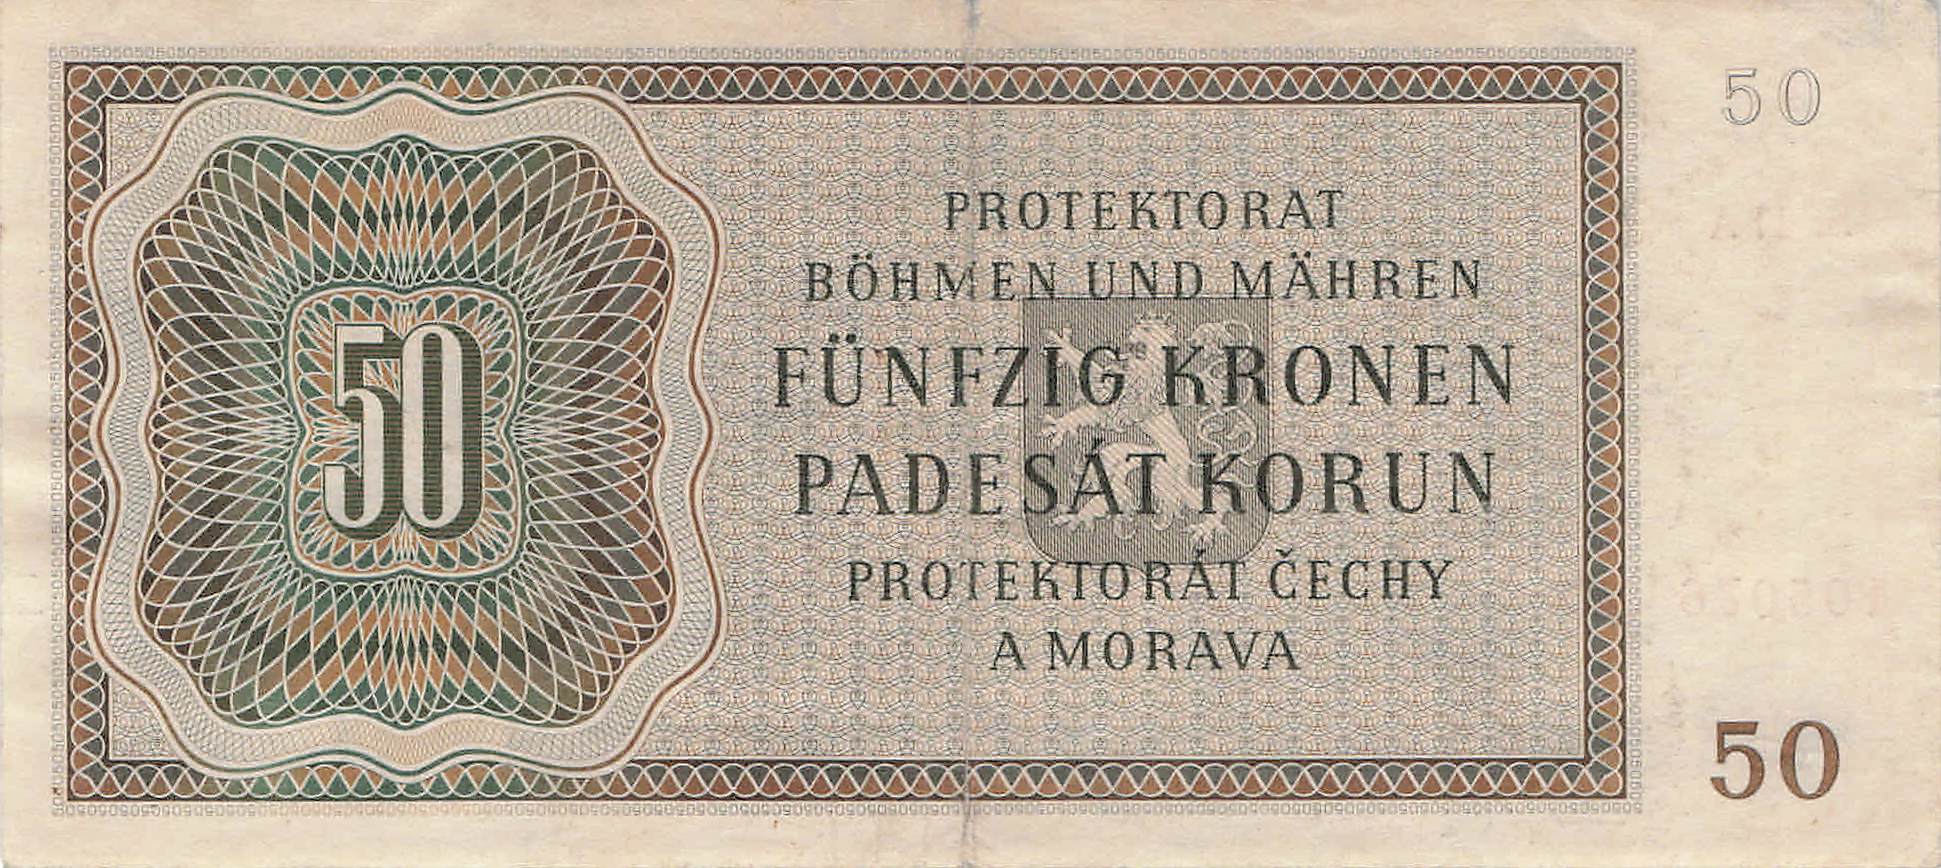 50
PROTEKTORAT
BÖHMEN UND MÄHREN
50
FÜNFZIG KRONEN
PADESÁT KORUN
PROTEKTORÁT ČECHY
A MORAVA
50